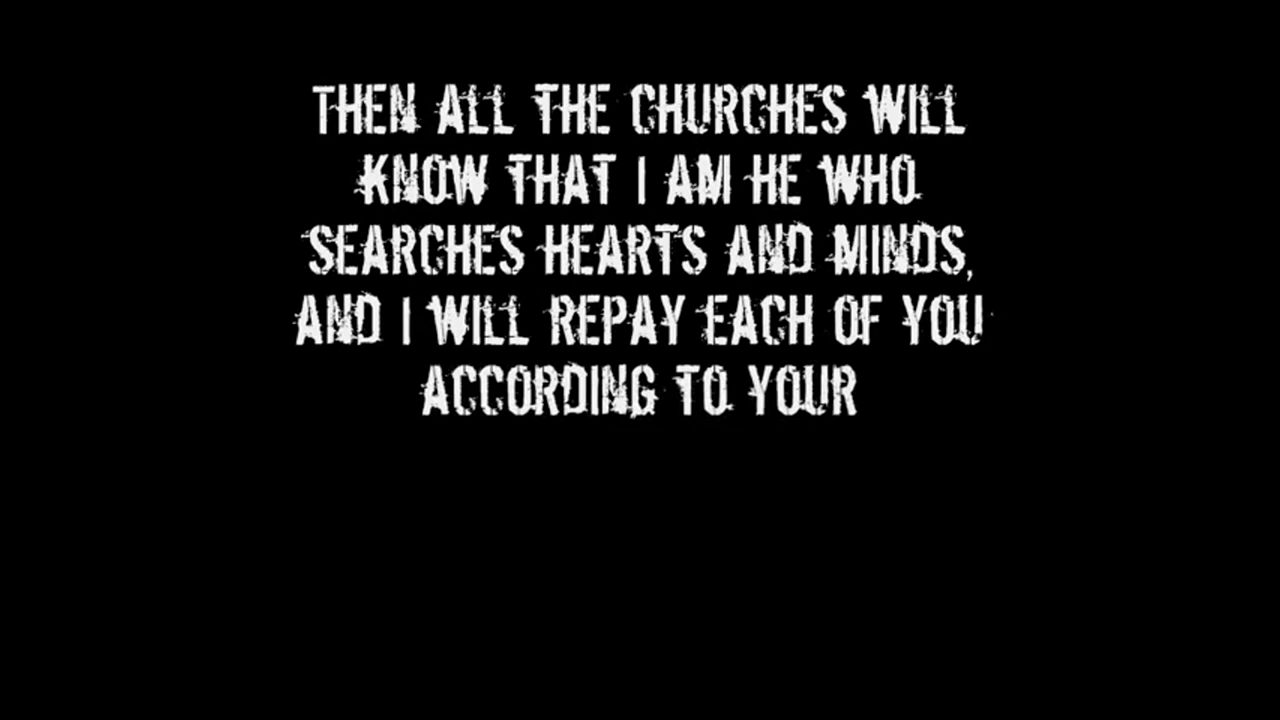 THEN ALL THE CHURCHES WILL
KNOW THAT I AM HE WHO
SEARCHES HEARTS AND MINDS,
AND I WILL REPAY EACH OF YOU
ACCORDING TO YOUR